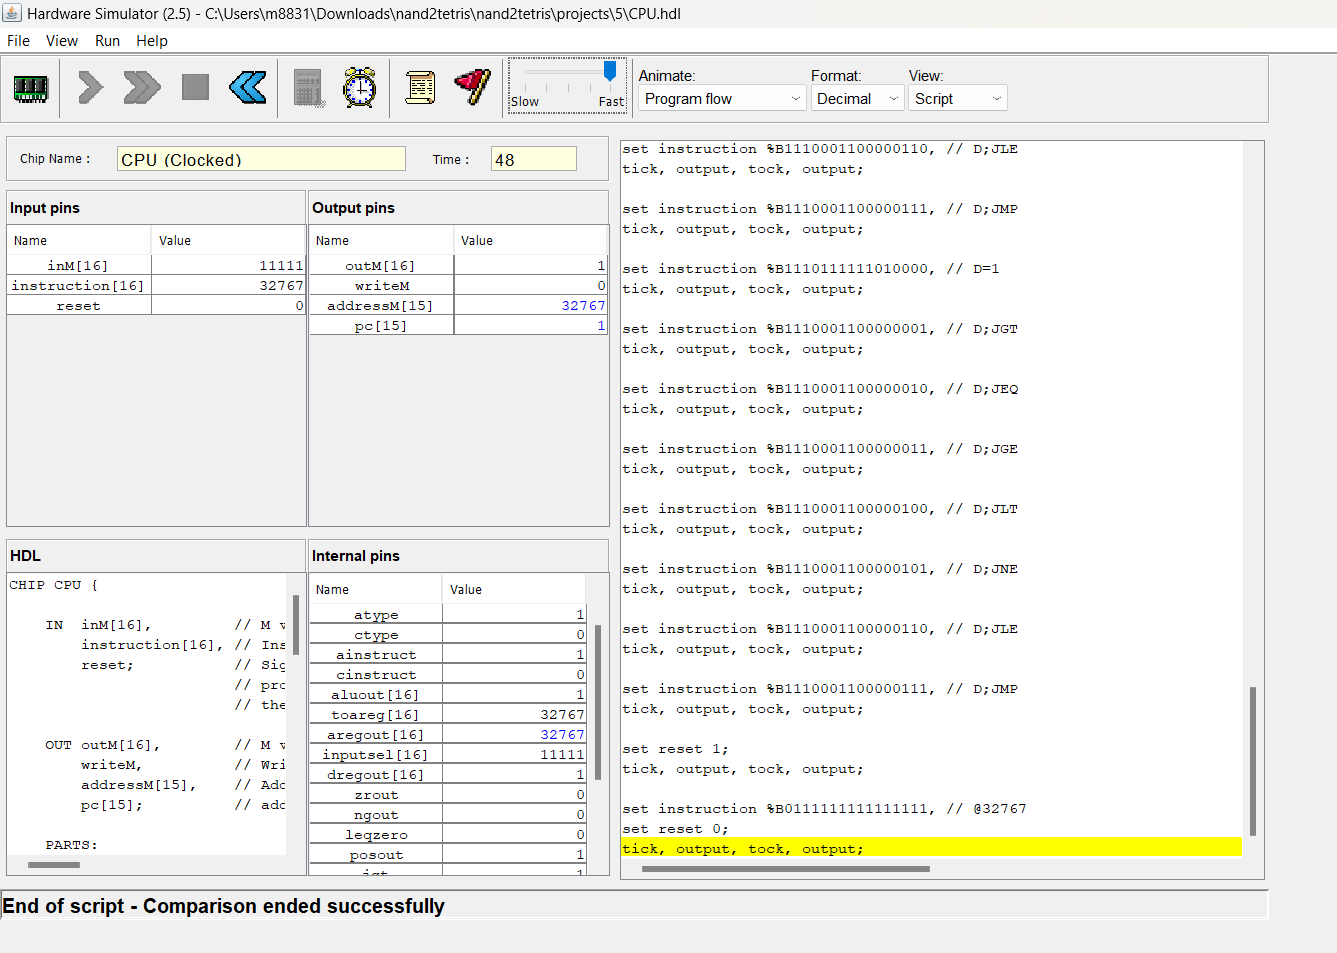 Hardware Simulator (2.5) - C:\Users\m8831\Downloads\nand2tetris\nand2tetris\projects\5\CPU.hdl
File View Run Help
Slow Fast
Animate: Format: View:
Program flow Decimal Script
Chip Name : CPU (Clocked) Time : 48
Input pins
Name Value
inM[16] 11111
instruction[16] 32767
reset 0
Output pins
Name Value
outM[16] 1
writeM 0
addressM[15] 32767
pc[15] 1
HDL
CHIP CPU {
IN inM[16], // M v
instruction[16], // Ins
reset; // Sig
// pro
// the
OUT outM[16], // M v
writeM, // Wri
addressM[15], // Add
pc[15]; // add
PARTS:
Internal pins
Name Value
atype 1
ctype 0
ainstruct 1
cinstruct 0
aluout[16] 1
toareg[16] 32767
aregout[16] 32767
inputsel[16] 11111
dregout[16] 1
zrout 0
ngout 0
leqzero 0
posout 1
set instruction %B1110001100000110, // D;JLE
tick, output, tock, output;
set instruction %B1110001100000111, // D;JMP
tick, output, tock, output;
set instruction %B1110111111010000, // D=1
tick, output, tock, output;
set instruction %B1110001100000001, // D;JGT
tick, output, tock, output;
set instruction %B1110001100000010, // D;JEQ
tick, output, tock, output;
set instruction %B1110001100000011, // D;JGE
tick, output, tock, output;
set instruction %B1110001100000100, // D;JLT
tick, output, tock, output;
set instruction %B1110001100000101, // D;JNE
tick, output, tock, output;
set instruction %B1110001100000110, // D;JLE
tick, output, tock, output;
set instruction %B1110001100000111, // D;JMP
tick, output, tock, output;
set reset 1;
tick, output, tock, output;
set instruction %B0111111111111111, // @32767
set reset 0;
tick, output, tock, output;
End of script - Comparison ended successfully